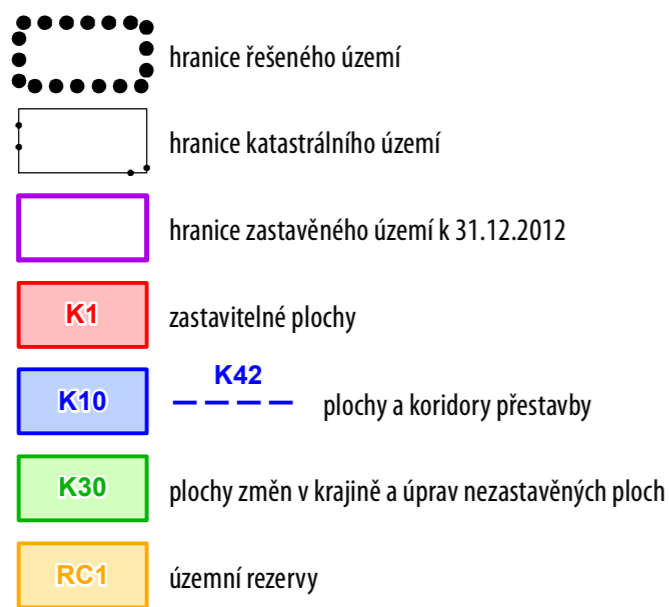 hranice řešeného území
hranice katastrálního území
hranice zastavěného území k 31.12.2012
K1 zastavitelné plochy
K10 K42 plochy a koridory přestavby
K30 plochy změn v krajině a úprav nezastavěných ploch
RC1 územní rezervy